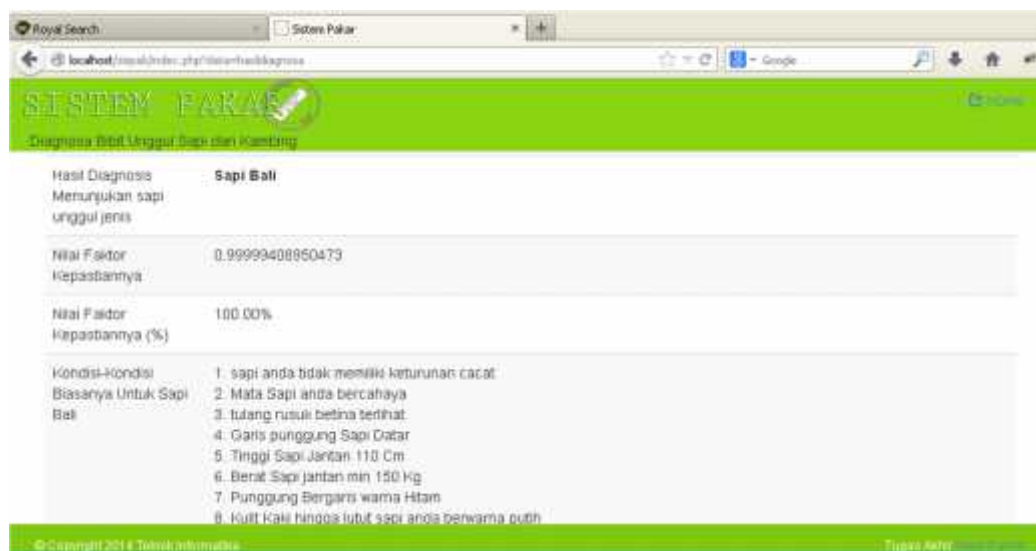 Royal Search
Sistem Pakar
localhost/
Google
SISTEM PAKAR
Home
Diagnosa Bibit Unggul Sapi dan Kambing
Hasil Diagnosis
Menunjukan sapi
unggul jenis
Sapi Bali
Nilai Faktor
Kepastiannya
0.99999408950473
Nilai Faktor
Kepastiannya (%)
100.00%
Kondisi-Kondisi
Biasanya Untuk Sapi
Bali
1. sapi anda tidak memiliki keturunan cacat
2. Mata Sapi anda bercahaya
3. tulang rusuk betina terlihat
4. Garis punggung Sapi Datar
5. Tinggi Sapi Jantan 110 Cm
6. Berat Sapi jantan min 150 Kg
7. Punggung Bergaris warna Hitam
8. Kulit Kaki hingga lutut sapi anda berwarna putih
© Copyright 2014 Teknik Informatika
Tugas Akhir